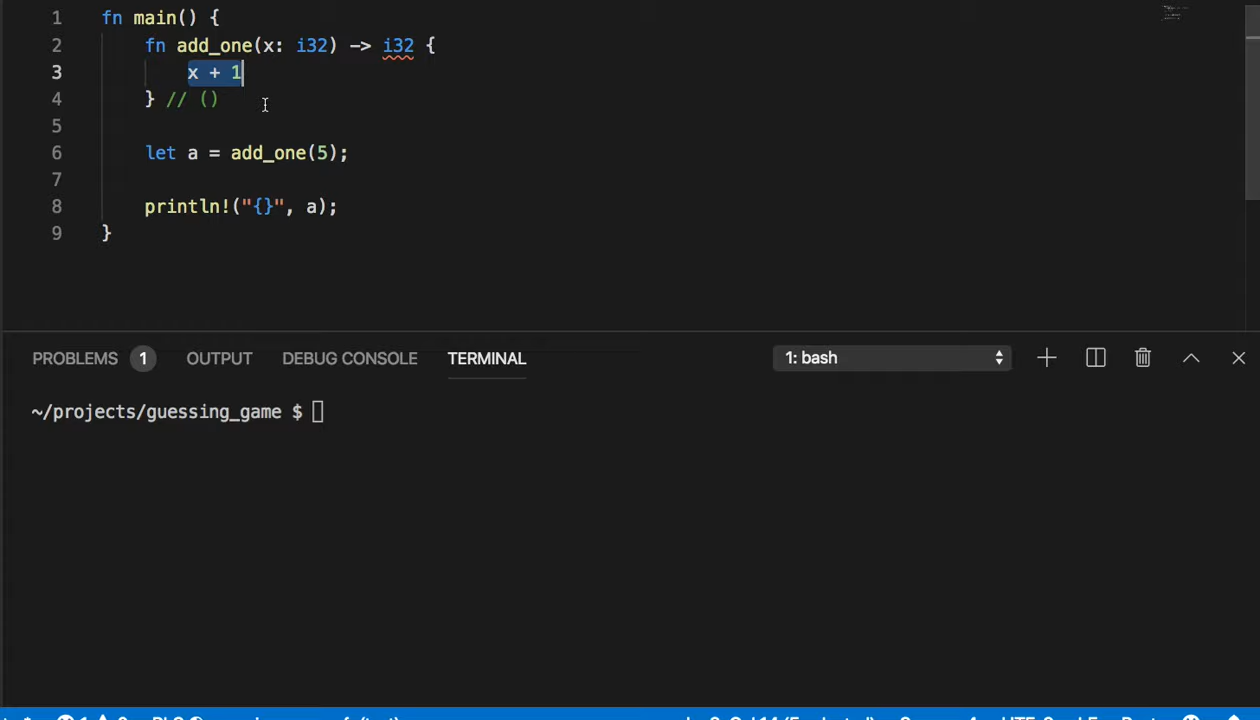 1 fn main() {
2 fn add_one(x: i32) -> i32 {
3 x + 1
4 } // ()
5
6 let a = add_one(5);
7
8 println!("{}", a);
9 }
PROBLEMS 1 OUTPUT DEBUG CONSOLE TERMINAL 1: bash
~/projects/guessing_game $